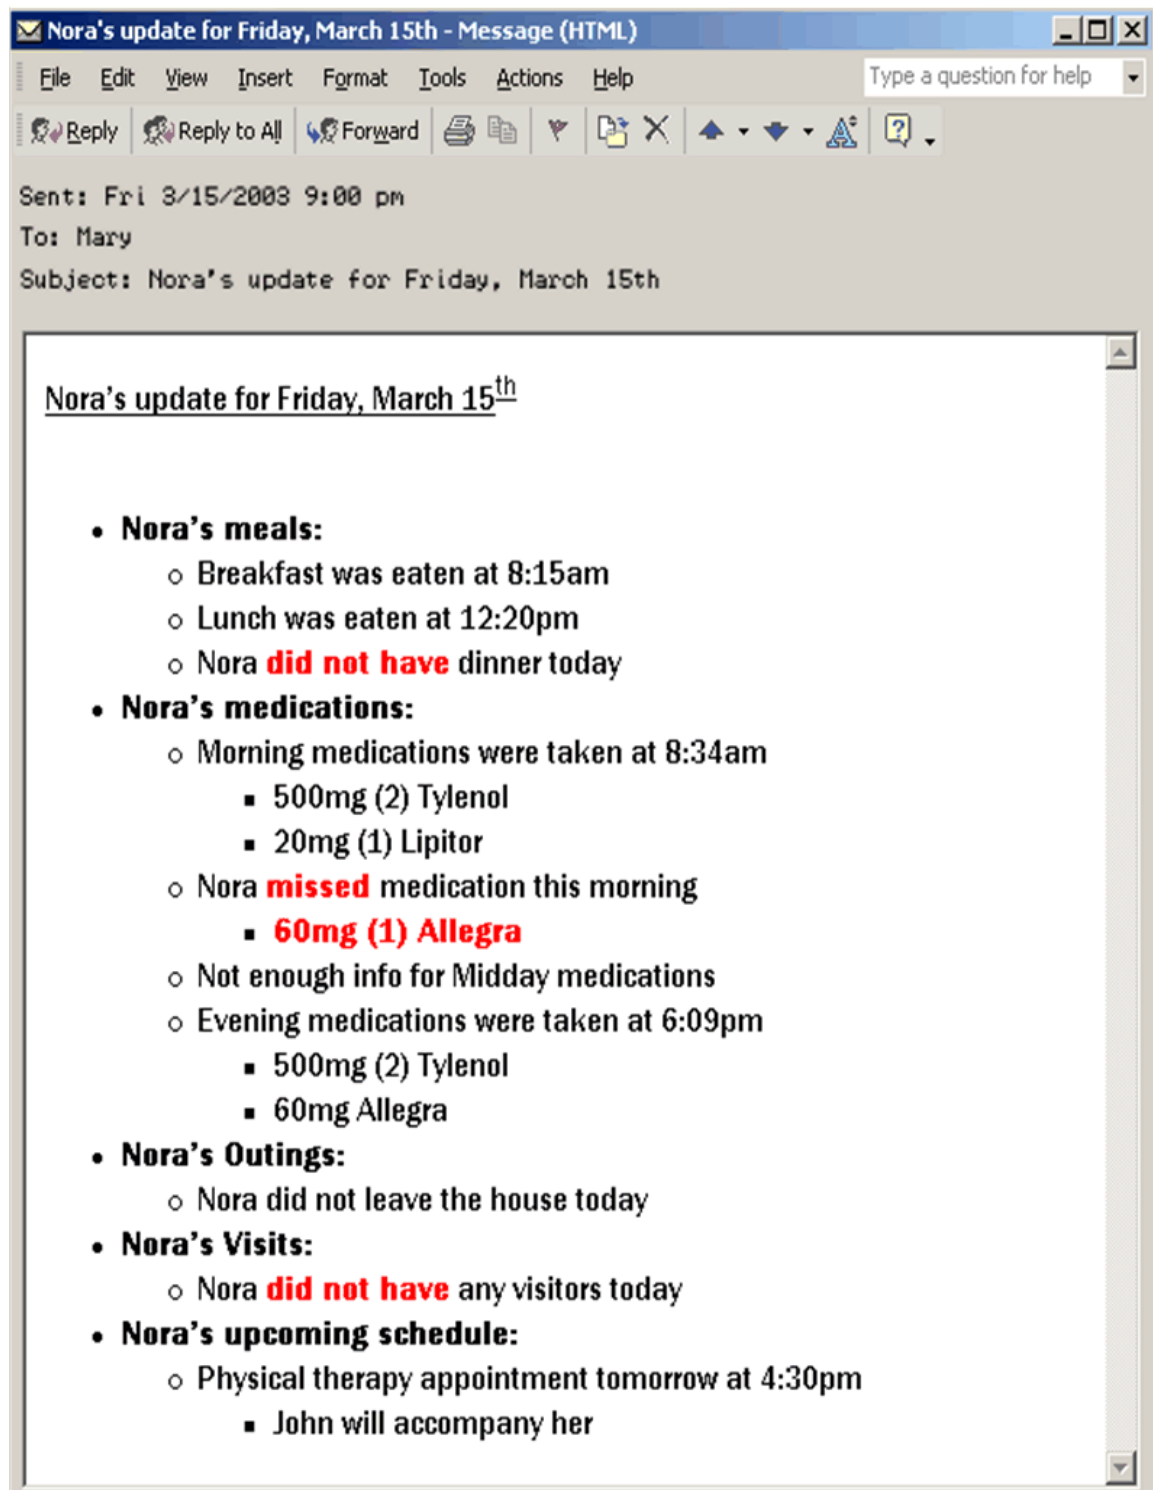 Nora's update for Friday, March 15th - Message (HTML)
File Edit View Insert Format Tools Actions Help Type a question for help
Reply Reply to All Forward
Sent: Fri 3/15/2003 9:00 pm
To: Mary
Subject: Nora's update for Friday, March 15th
Nora's update for Friday, March 15th
• Nora's meals:
o Breakfast was eaten at 8:15am
o Lunch was eaten at 12:20pm
o Nora did not have dinner today
• Nora's medications:
o Morning medications were taken at 8:34am
▪ 500mg (2) Tylenol
▪ 20mg (1) Lipitor
o Nora missed medication this morning
▪ 60mg (1) Allegra
o Not enough info for Midday medications
o Evening medications were taken at 6:09pm
▪ 500mg (2) Tylenol
▪ 60mg Allegra
• Nora's Outings:
o Nora did not leave the house today
• Nora's Visits:
o Nora did not have any visitors today
• Nora's upcoming schedule:
o Physical therapy appointment tomorrow at 4:30pm
▪ John will accompany her